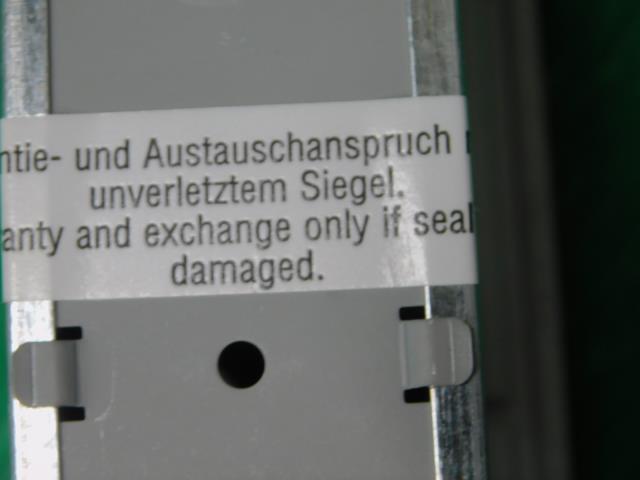 ntie- und Austauschanspruch
unverletztem Siegel.
anty and exchange only if seal
damaged.